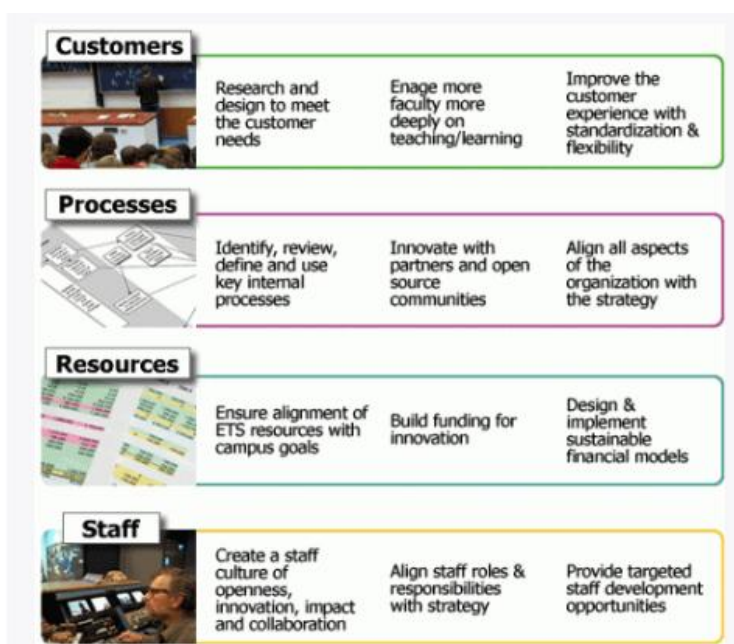 Customers
Research and
design to meet
the customer
needs
Enage more
faculty more
deeply on
teaching/learning
Improve the
customer
experience with
standardization &
flexibility
Processes
Identify, review,
define and use
key internal
processes
Innovate with
partners and open
source
communities
Align all aspects
of the
organization with
the strategy
Resources
Ensure alignment of
ETS resources with
campus goals
Build funding for
innovation
Design &
implement
sustainable
financial models
Staff
Create a staff
culture of
openness,
innovation, impact
and collaboration
Align staff roles &
responsibilities
with strategy
Provide targeted
staff development
opportunities